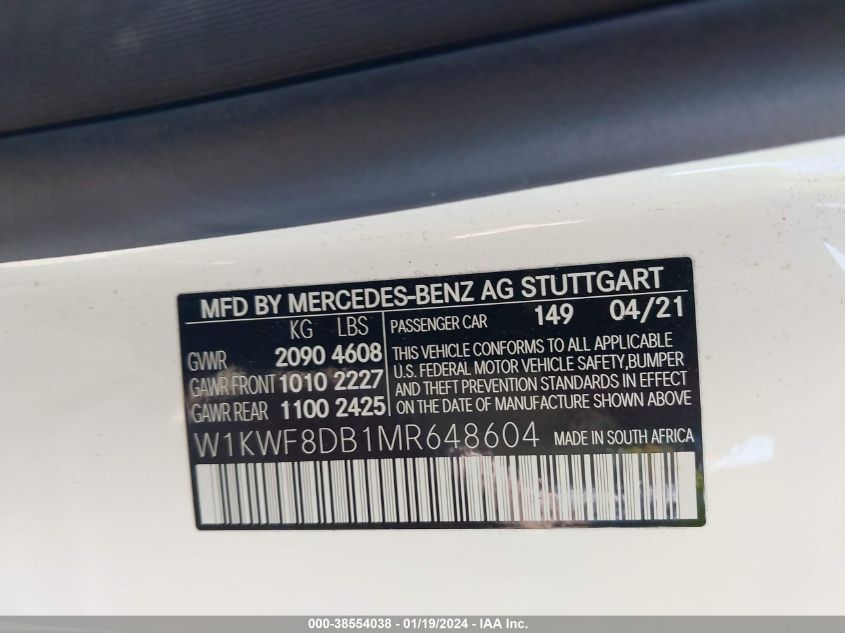 MFD BY MERCEDES-BENZ AG STUTTGART
KG LBS
GVWR 2090 4608
GAWR FRONT 1010 2227
GAWR REAR 1100 2425
PASSENGER CAR 149 04/21
THIS VEHICLE CONFORMS TO ALL APPLICABLE
U.S. FEDERAL MOTOR VEHICLE SAFETY,BUMPER
AND THEFT PREVENTION STANDARDS IN EFFECT
ON THE DATE OF MANUFACTURE SHOWN ABOVE
W1KWF8DB1MR648604 MADE IN SOUTH AFRICA
000-38554038 - 01/19/2024 - IAA Inc.